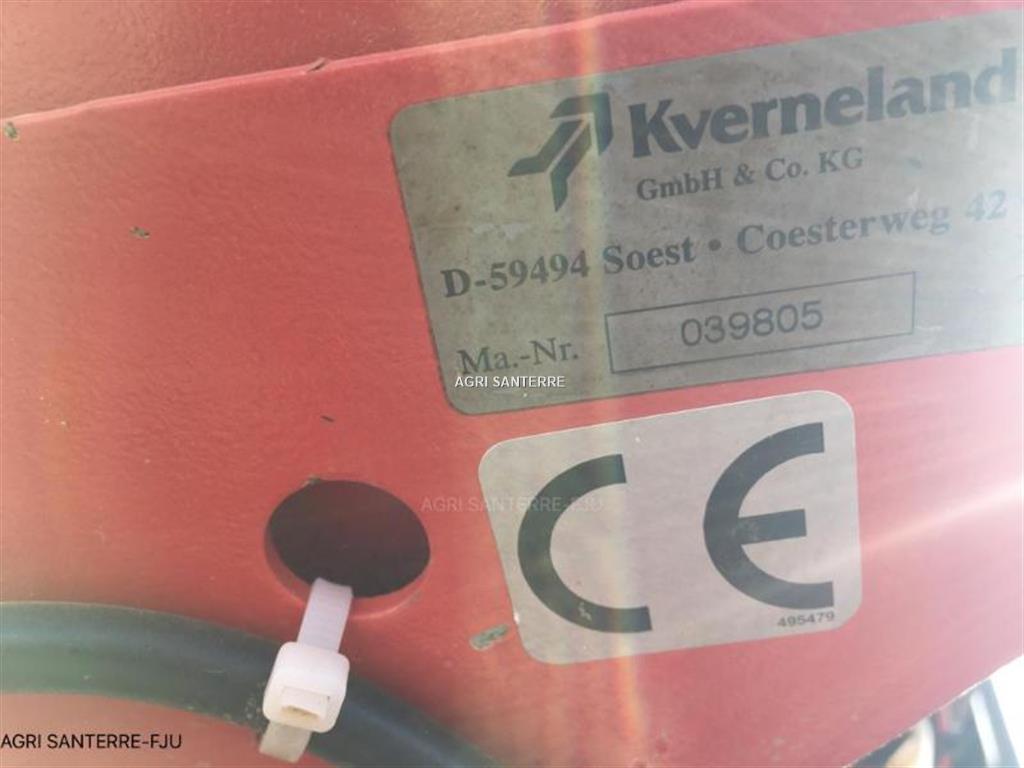 Kverneland
GmbH & Co. KG
D-59494 Soest • Coesterweg 42
Ma.-Nr. 039805
AGRI SANTERRE
AGRI SANTERRE-FJU
CE
495479
AGRI SANTERRE-FJU